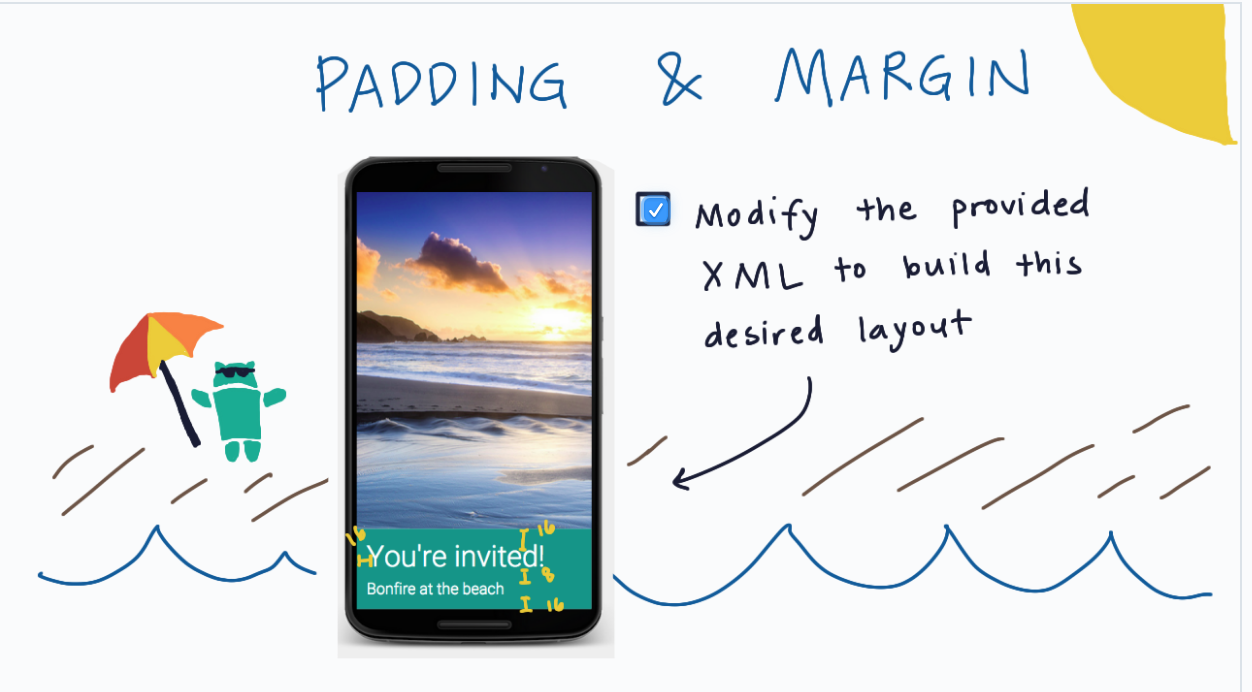 PADDING & MARGIN
Modify the provided
XML to build this
desired layout
16
16
You're invited!
8
Bonfire at the beach
16